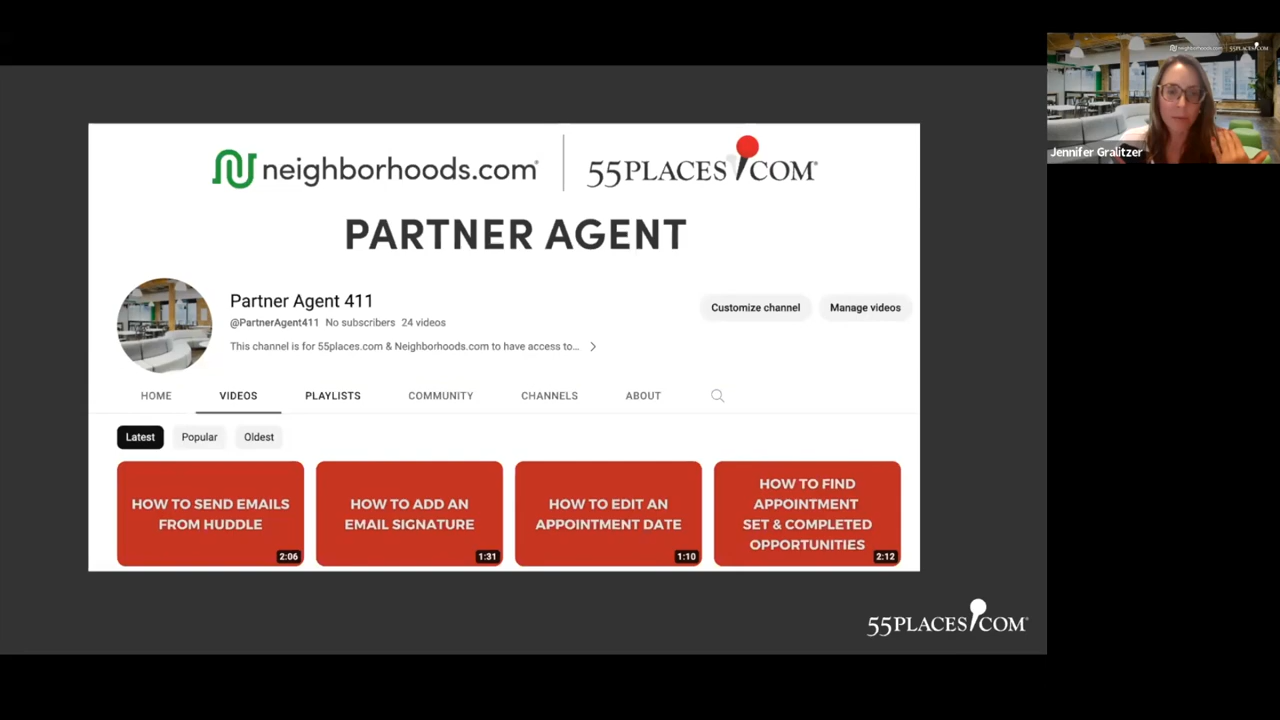 neighborhoods.com
55PLACES.COM
PARTNER AGENT
Partner Agent 411
@PartnerAgent411 No subscribers 24 videos
This channel is for 55places.com & Neighborhoods.com to have access to...
Customize channel
Manage videos
HOME VIDEOS PLAYLISTS COMMUNITY CHANNELS ABOUT
Latest Popular Oldest
HOW TO SEND EMAILS
FROM HUDDLE
2:06
HOW TO ADD AN
EMAIL SIGNATURE
1:31
HOW TO EDIT AN
APPOINTMENT DATE
1:10
HOW TO FIND
APPOINTMENT
SET & COMPLETED
OPPORTUNITIES
2:12
55PLACES.COM
neighborhoods.com 55PLACES.COM
Jennifer Gralitzer